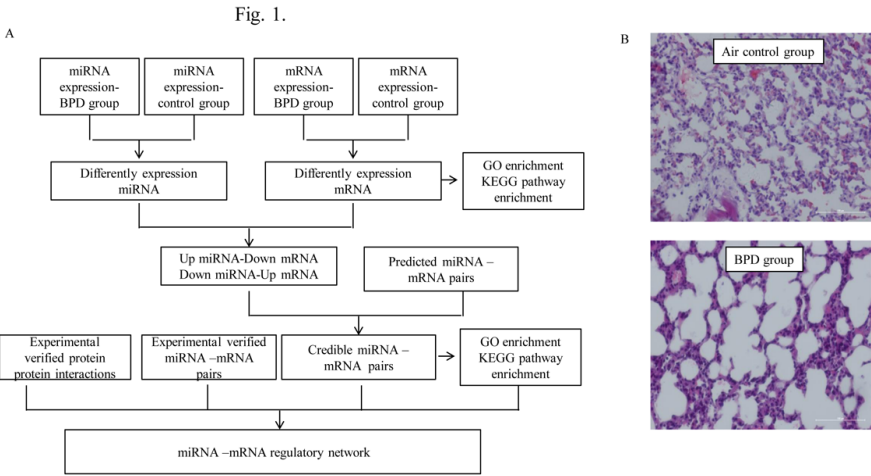 Fig. 1.
A
miRNA
expression-
BPD group
miRNA
expression-
control group
mRNA
expression-
BPD group
mRNA
expression-
control group
Differently expression
miRNA
Differently expression
mRNA
GO enrichment
KEGG pathway
enrichment
Up miRNA-Down mRNA
Down miRNA-Up mRNA
Predicted miRNA –
mRNA pairs
Experimental
verified protein
protein interactions
Experimental verified
miRNA –mRNA
pairs
Credible miRNA –
mRNA pairs
GO enrichment
KEGG pathway
enrichment
miRNA –mRNA regulatory network
B
Air control group
BPD group